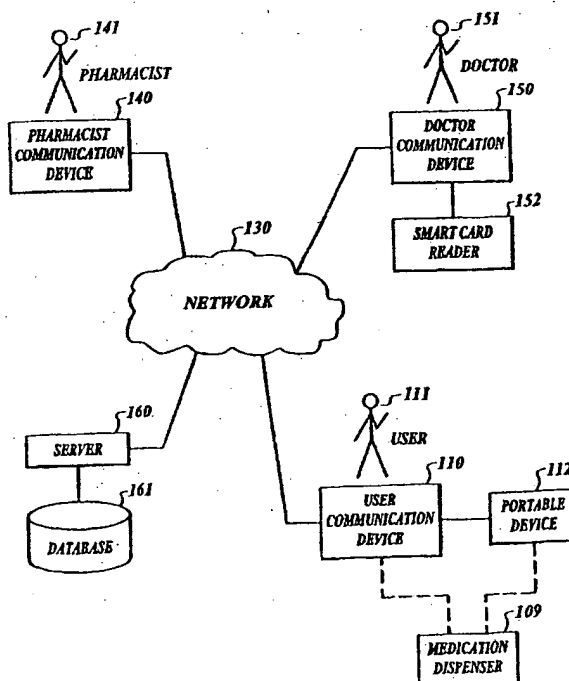 141
PHARMACIST
140
PHARMACIST
COMMUNICATION
DEVICE
151
DOCTOR
150
DOCTOR
COMMUNICATION
DEVICE
152
SMART CARD
READER
130
NETWORK
160
SERVER
161
DATABASE
111
USER
110
USER
COMMUNICATION
DEVICE
112
PORTABLE
DEVICE
109
MEDICATION
DISPENSER